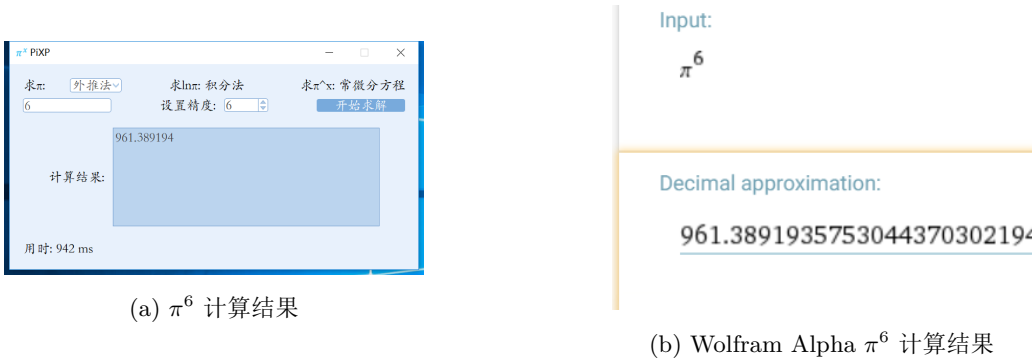 π^x PiXP
求π: 外推法 求lnπ: 积分法 求π^x: 常微分方程
6 设置精度: 6 开始求解
961.389194
计算结果:
用时: 942 ms
(a) π^6 计算结果
Input:
π^6
Decimal approximation:
961.389193575304437030219
(b) Wolfram Alpha π^6 计算结果